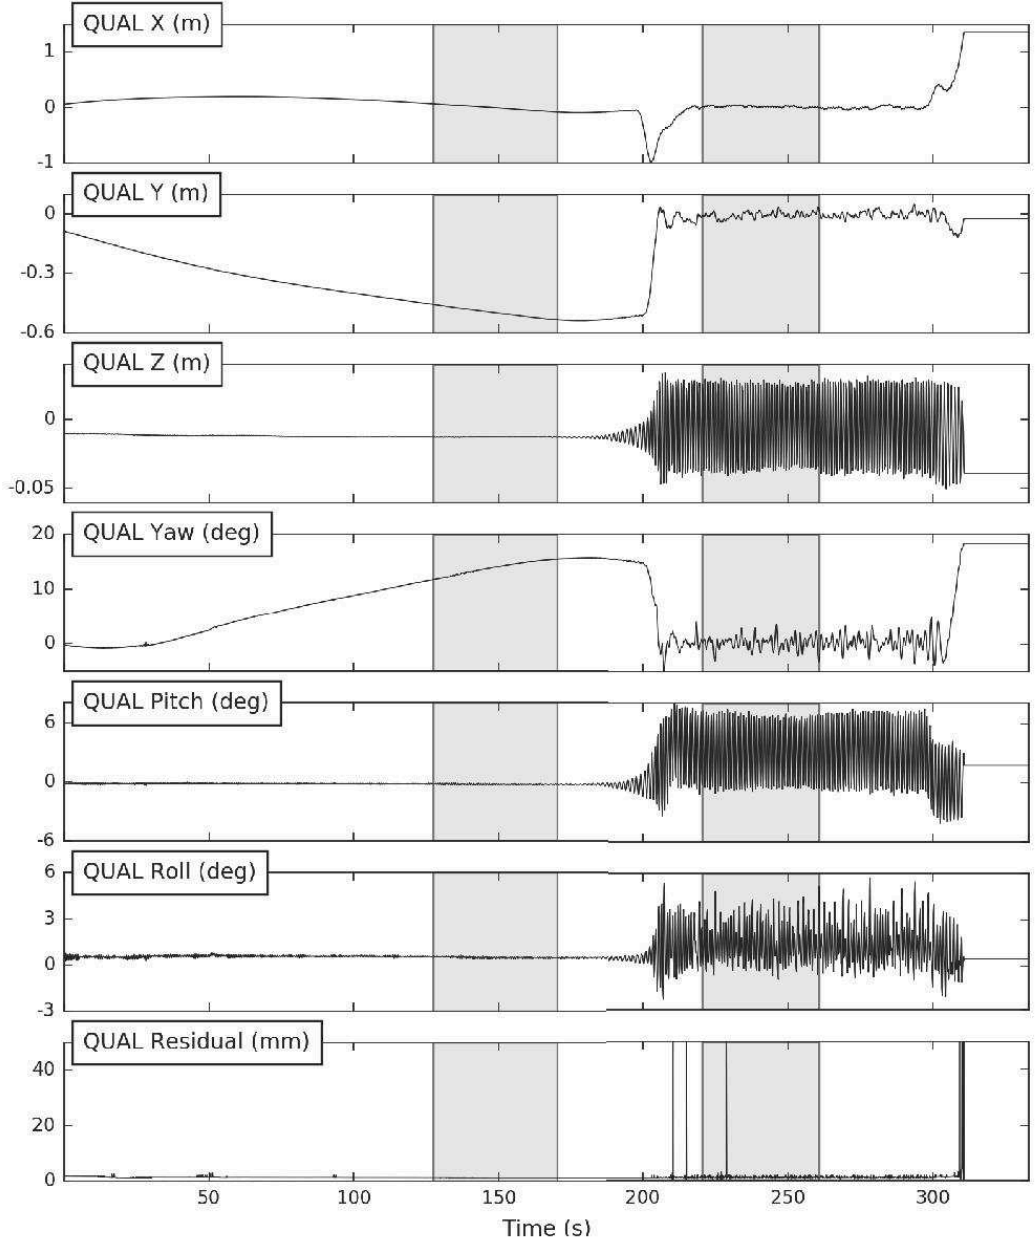 QUAL X (m)
1
0
-1
QUAL Y (m)
0
-0.3
-0.6
QUAL Z (m)
0
-0.05
QUAL Yaw (deg)
20
10
0
QUAL Pitch (deg)
6
0
-6
QUAL Roll (deg)
6
3
0
-3
QUAL Residual (mm)
40
20
0
50 100 150 200 250 300
Time (s)